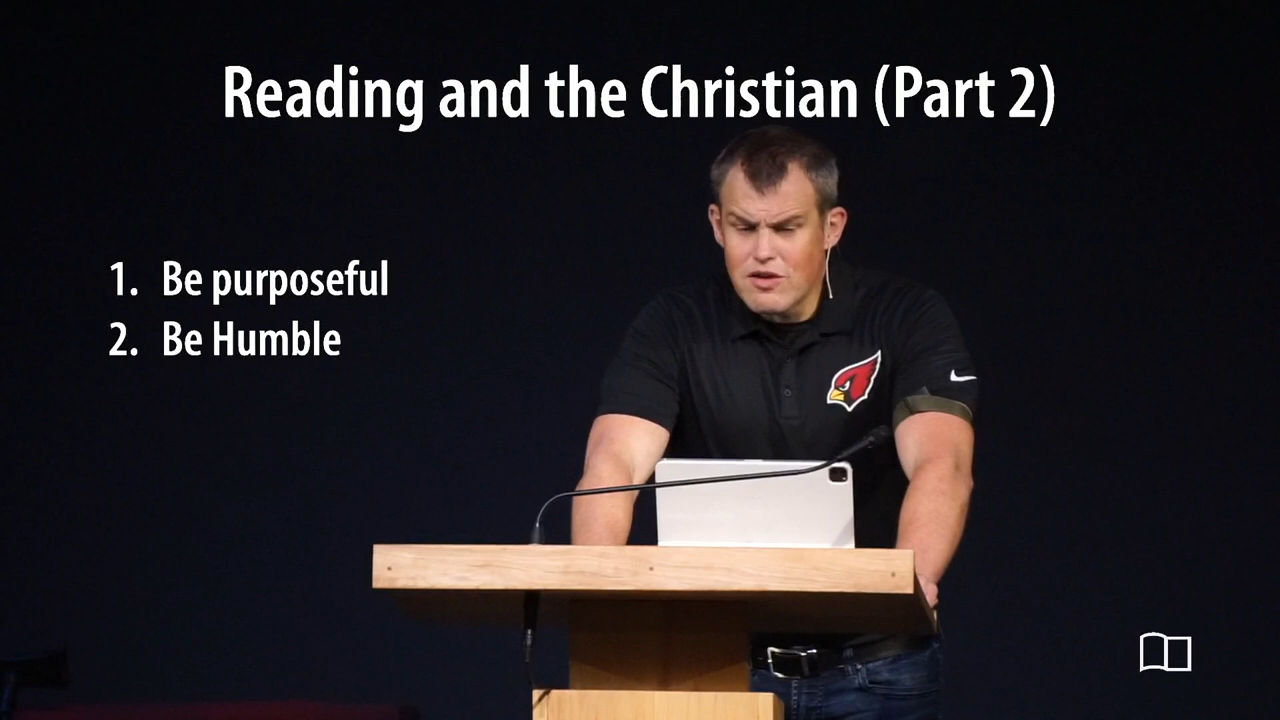 Reading and the Christian (Part 2)
1. Be purposeful
2. Be Humble